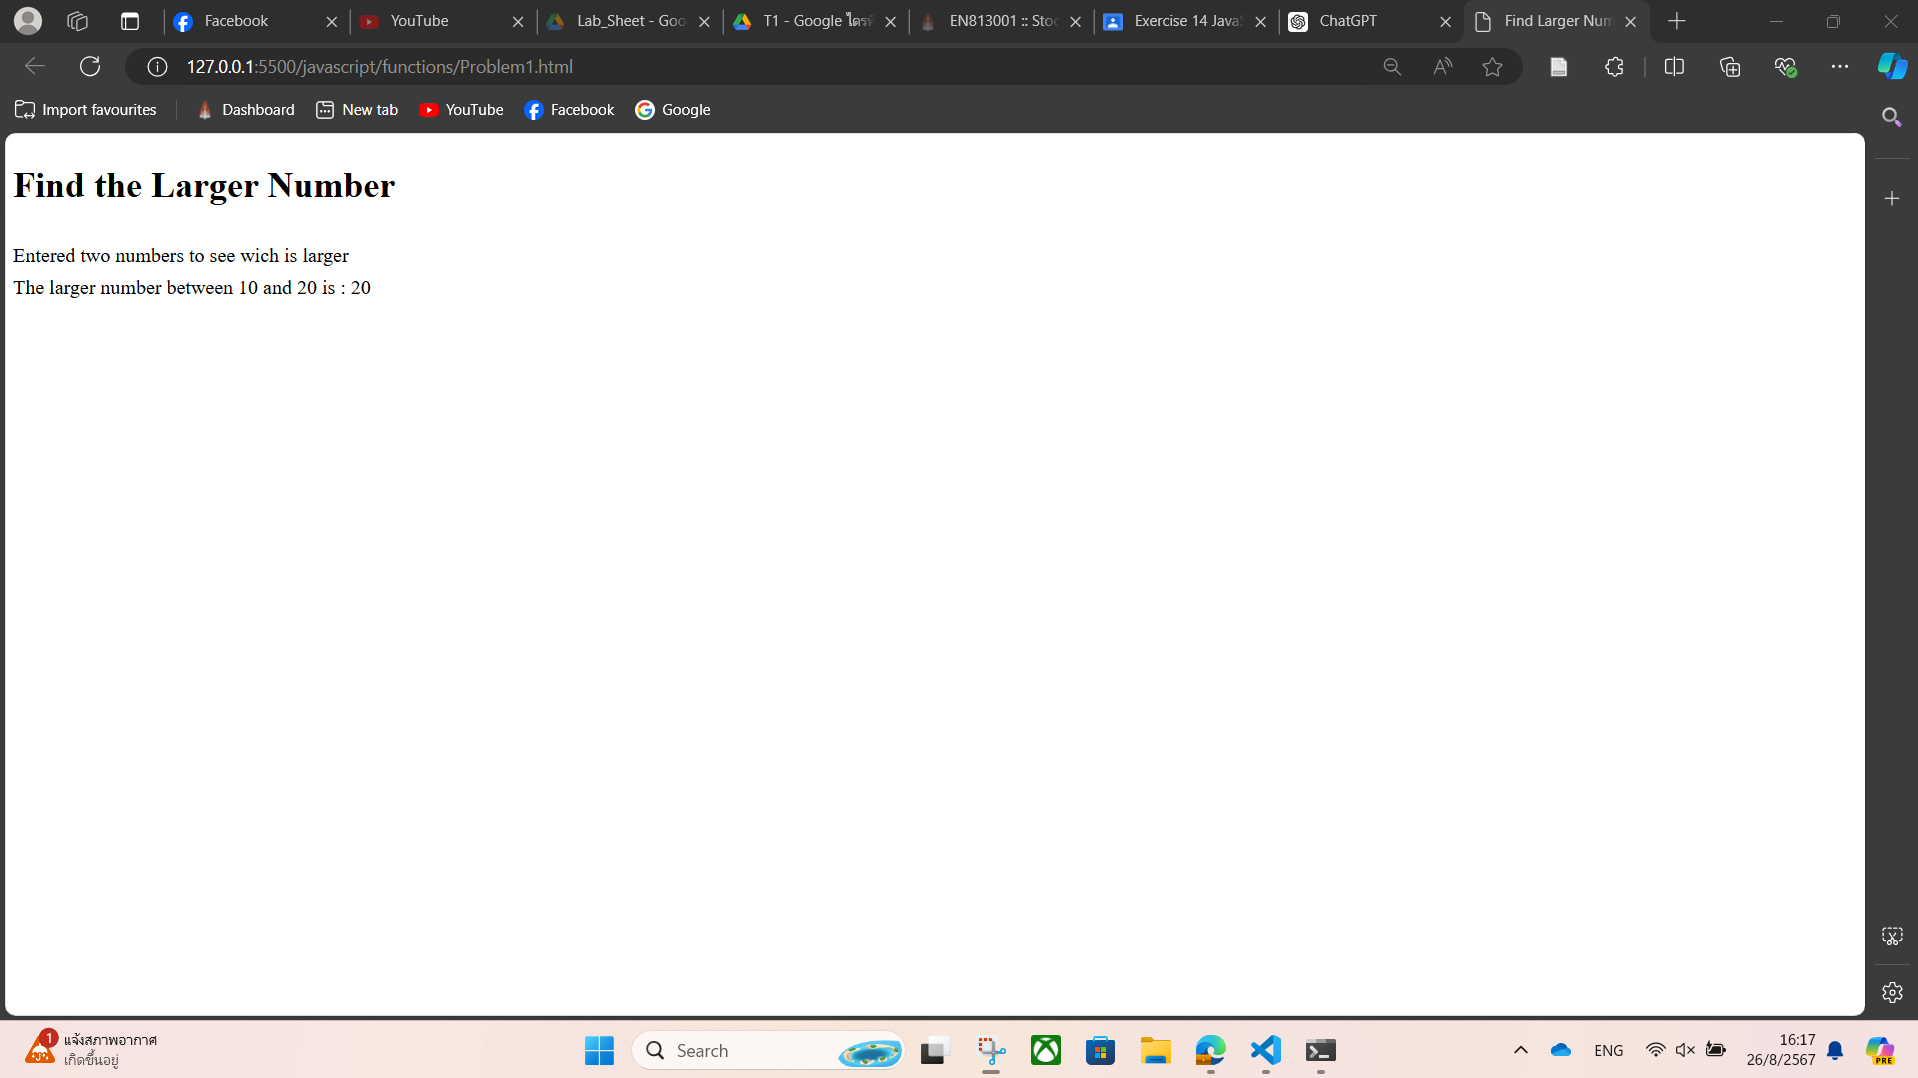 Facebook
YouTube
Lab_Sheet - Goo
T1 - Google ไดรฟ์
EN813001 :: Stoc
Exercise 14 JavaS
ChatGPT
Find Larger Num
127.0.0.1:5500/javascript/functions/Problem1.html
Import favourites
Dashboard
New tab
YouTube
Facebook
Google
Find the Larger Number
Entered two numbers to see wich is larger
The larger number between 10 and 20 is : 20
1
แจ้งสภาพอากาศ
เกิดขึ้นอยู่
Search
ENG
16:17
26/8/2567
PRE